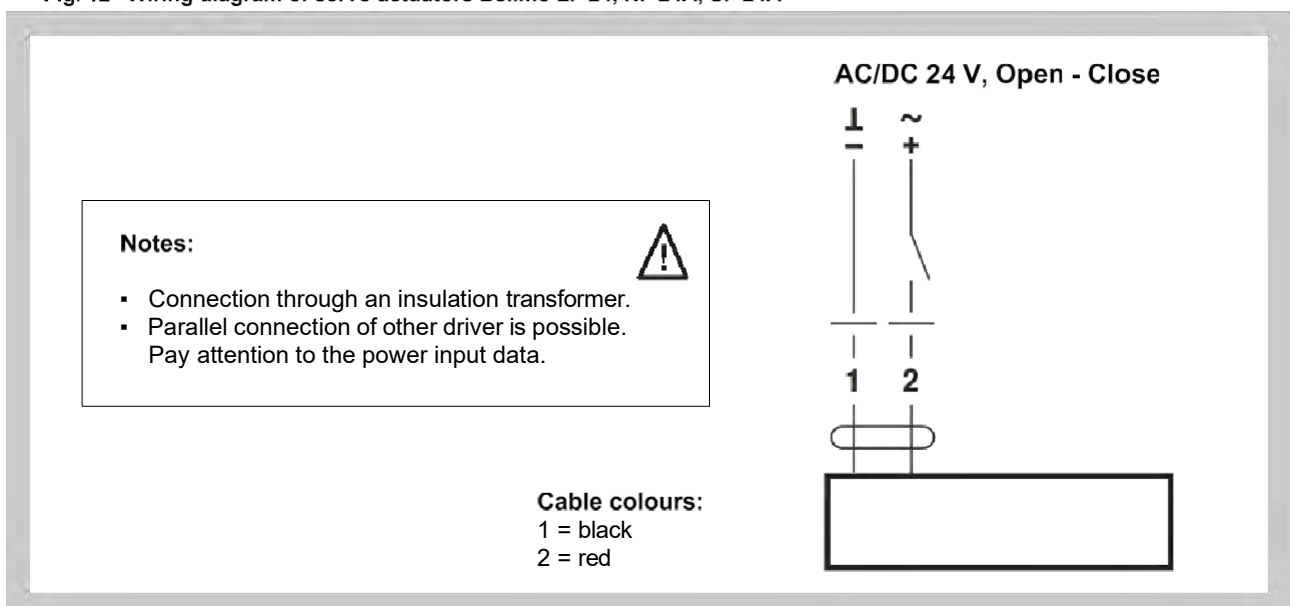 AC/DC 24 V, Open - Close
⊥ ~
− +
Notes:
▪ Connection through an insulation transformer.
▪ Parallel connection of other driver is possible.
Pay attention to the power input data.
1 2
Cable colours:
1 = black
2 = red